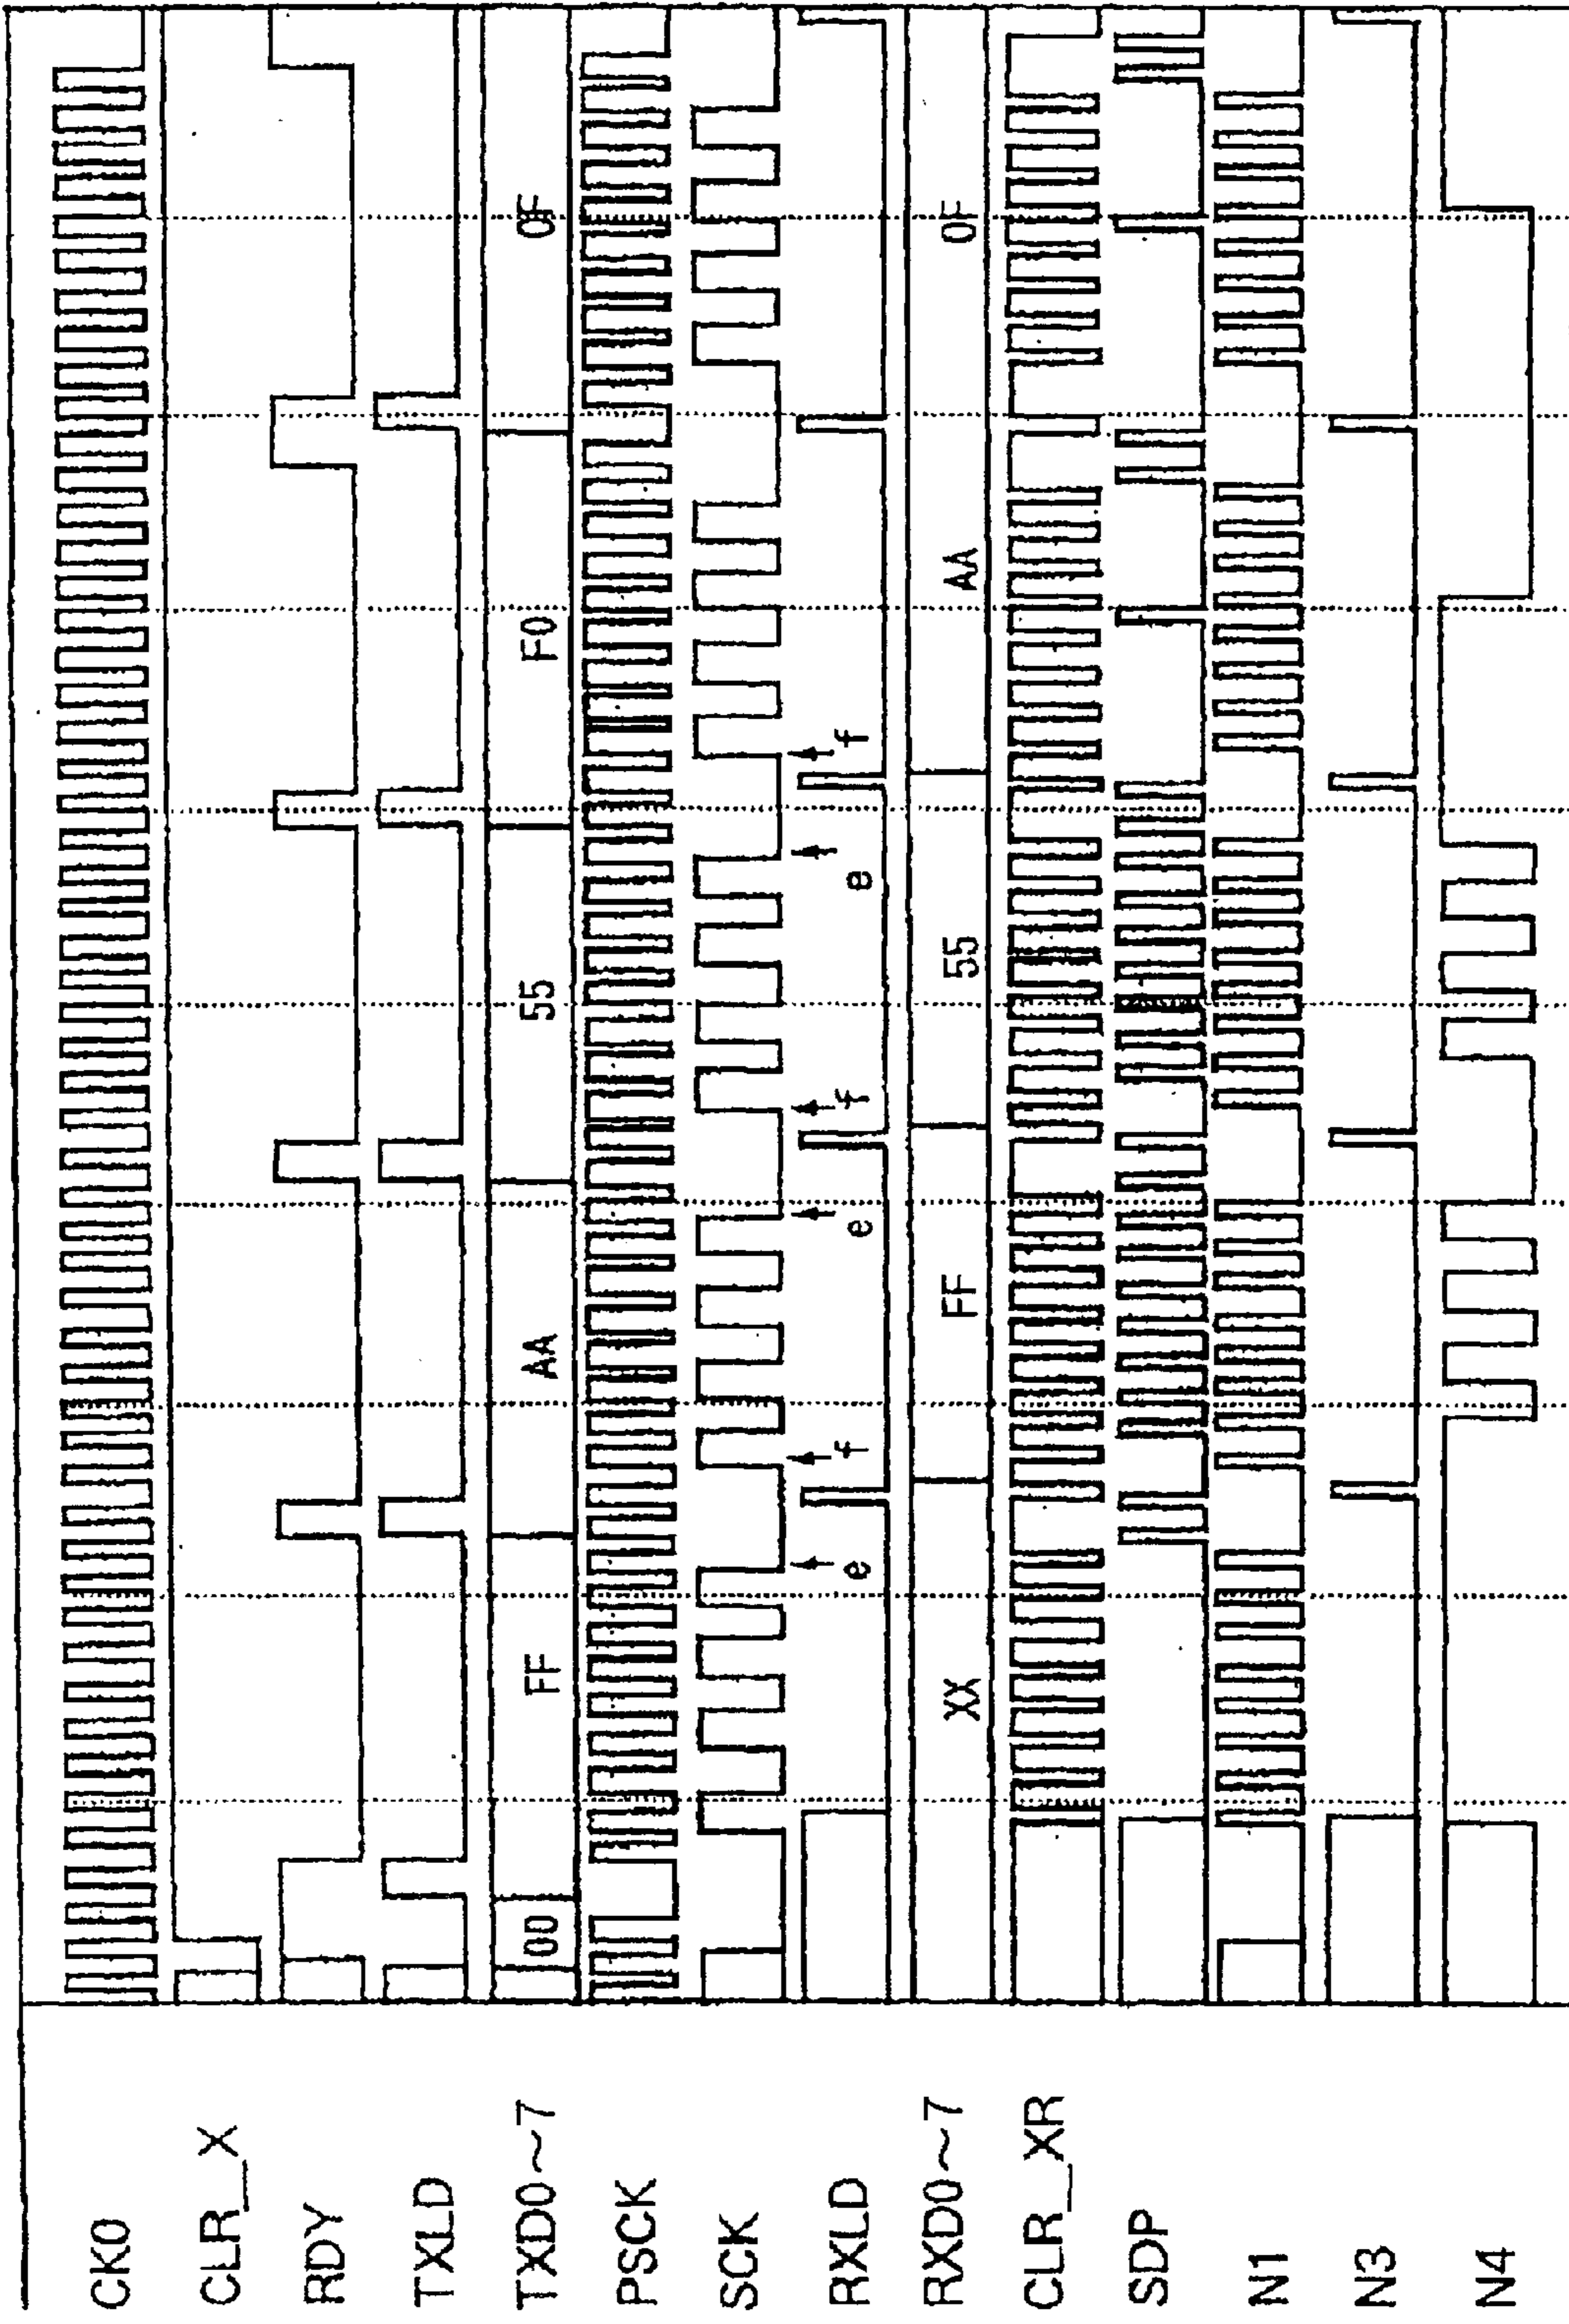 CK0
CLR_X
RDY
TXLD
TXD0~7 00 FF AA 55 F0 0F
PSCK
SCK
e f e f e f
RXLD
RXD0~7 XX FF 55 AA 0F
CLR_XR
SDP
N1
N3
N4